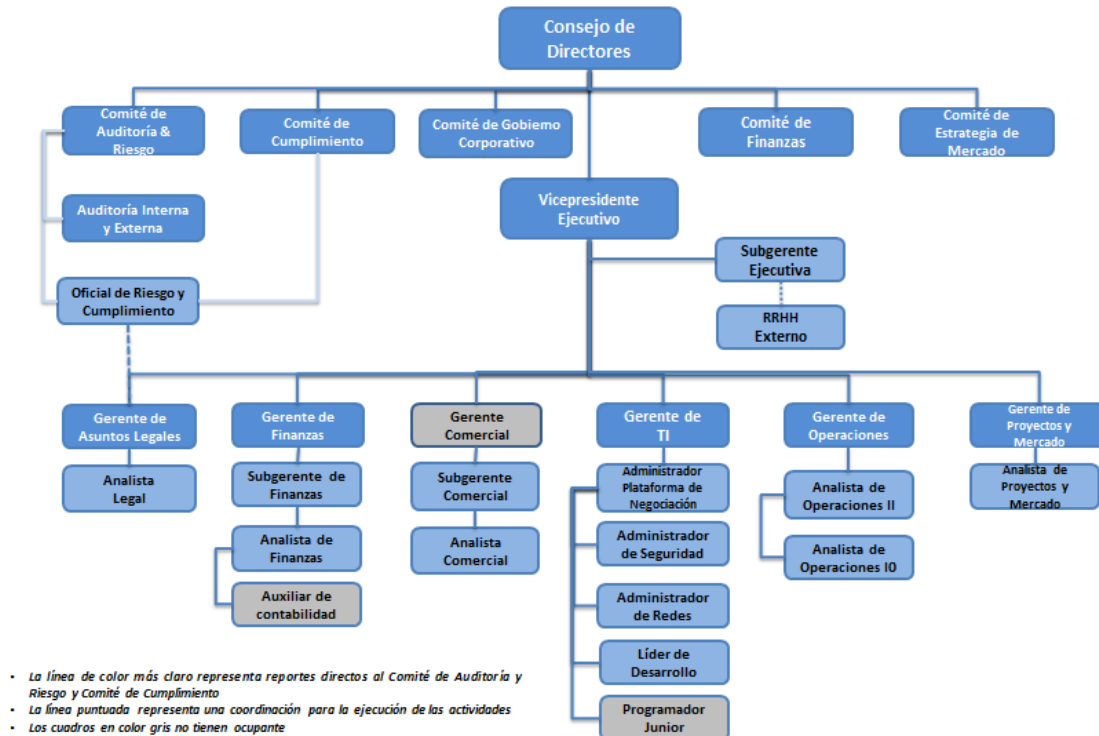 Consejo de
Directores
Comité de
Auditoría &
Riesgo
Comité de
Cumplimiento
Comité de Gobierno
Corporativo
Comité de
Finanzas
Comité de
Estrategia de
Mercado
Auditoría Interna
y Externa
Vicepresidente
Ejecutivo
Subgerente
Ejecutiva
Oficial de Riesgo y
Cumplimiento
RRHH
Externo
Gerente de
Asuntos Legales
Gerente de
Finanzas
Gerente
Comercial
Gerente de
TI
Gerente de
Operaciones
Gerente de
Proyectos y
Mercado
Analista
Legal
Subgerente de
Finanzas
Subgerente
Comercial
Administrador
Plataforma de
Negociación
Analista de
Operaciones II
Analista de
Proyectos y
Mercado
Analista de
Finanzas
Analista
Comercial
Administrador
de Seguridad
Analista de
Operaciones I0
Auxiliar de
contabilidad
Administrador
de Redes
Líder de
Desarrollo
Programador
Junior
• La línea de color más claro representa reportes directos al Comité de Auditoría y
Riesgo y Comité de Cumplimiento
• La línea puntuada representa una coordinación para la ejecución de las actividades
• Los cuadros en color gris no tienen ocupante